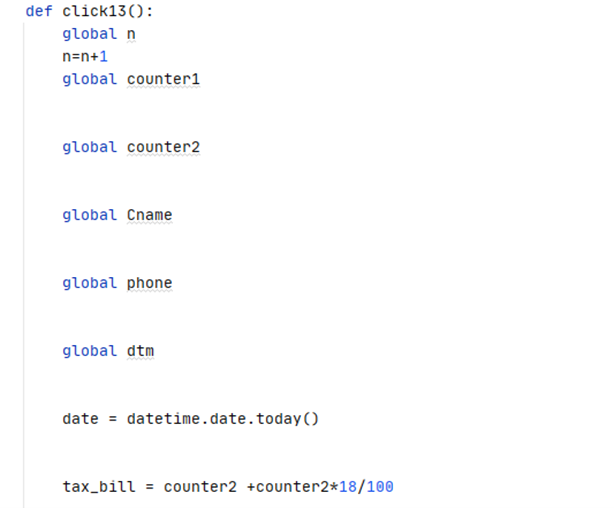 def click13():
    global n
    n=n+1
    global counter1
    global counter2
    global Cname
    global phone
    global dtm
    date = datetime.date.today()
    tax_bill = counter2 +counter2*18/100